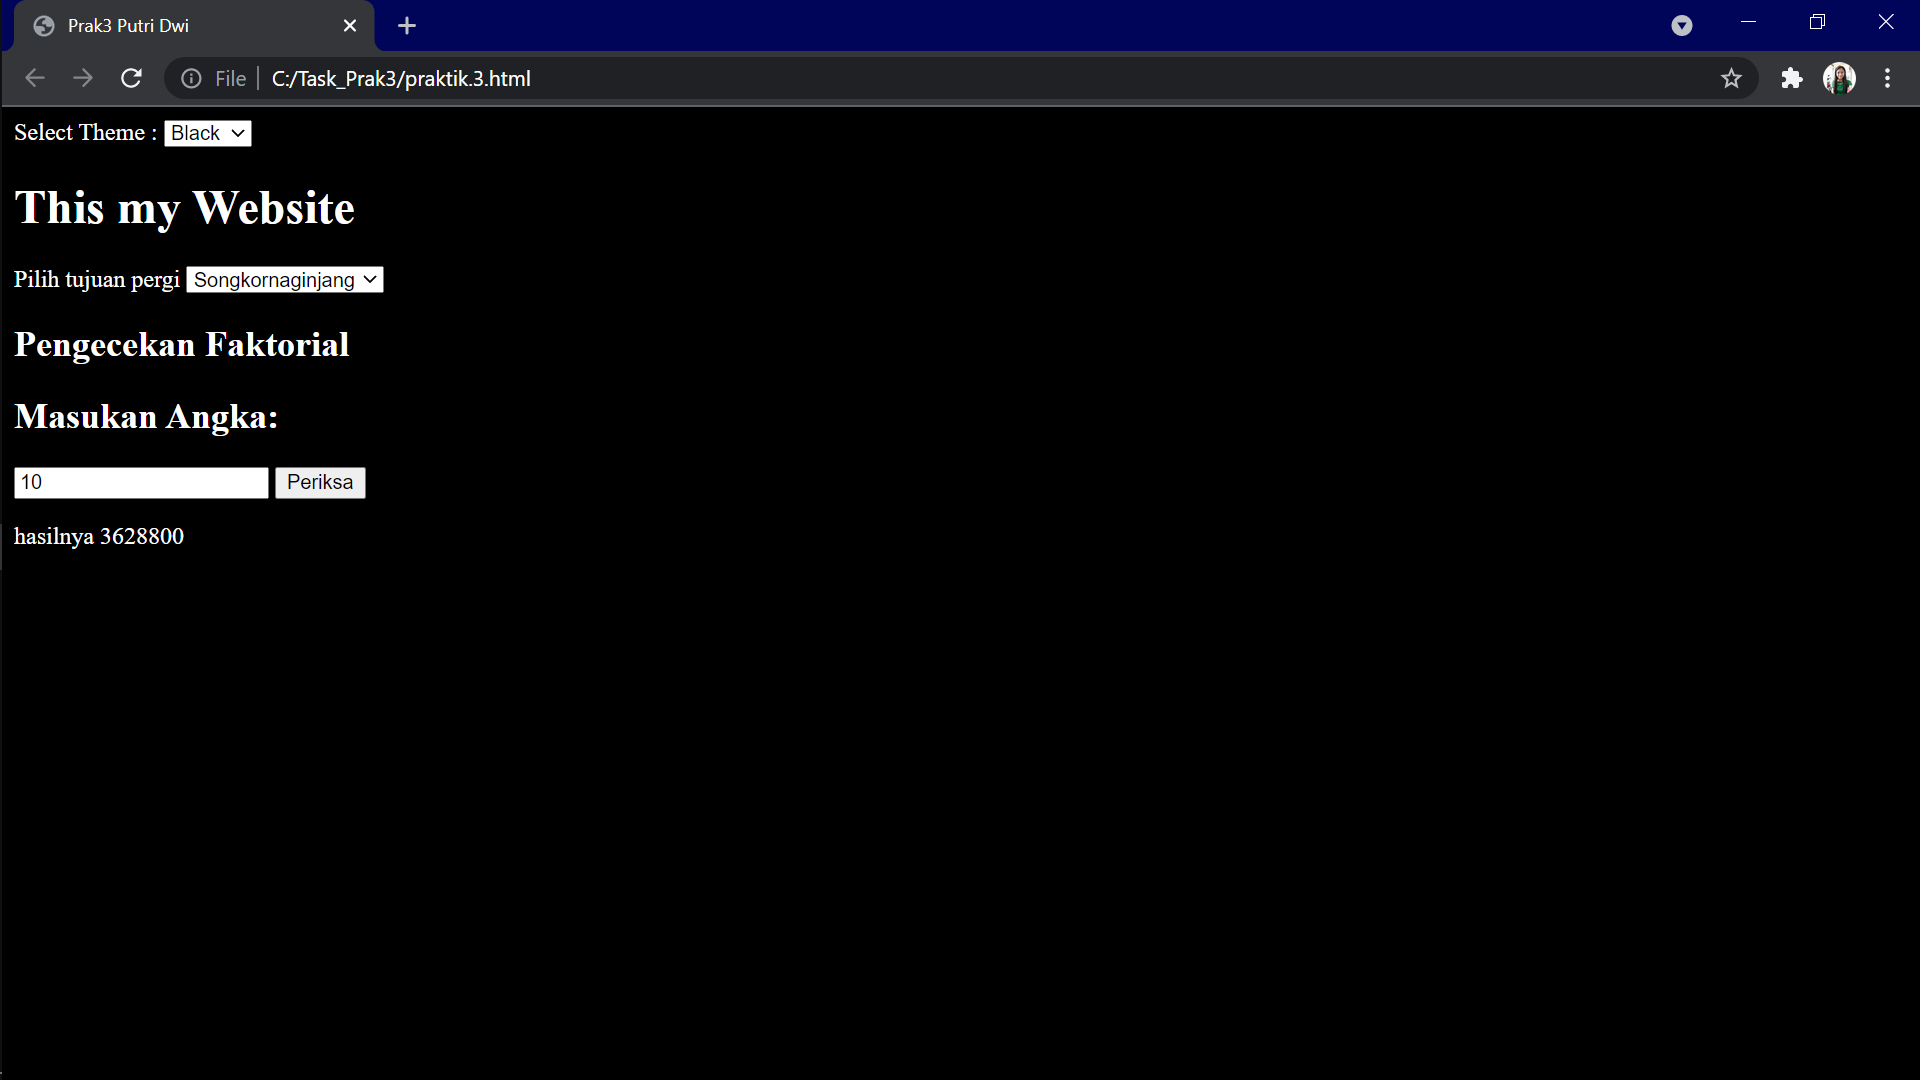 Prak3 Putri Dwi
File C:/Task_Prak3/praktik.3.html
Select Theme : Black
This my Website
Pilih tujuan pergi Songkornaginjang
Pengecekan Faktorial
Masukan Angka:
10 Periksa
hasilnya 3628800